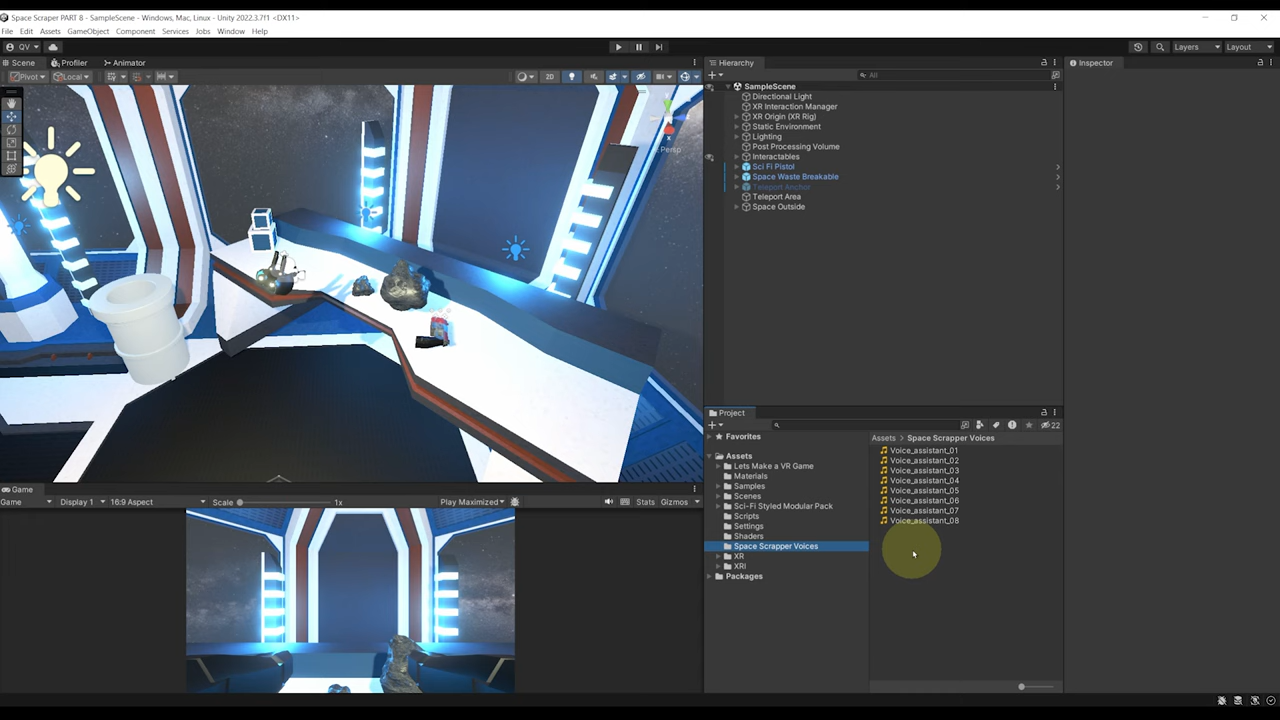 Space Scraper PART 8 - SampleScene - Windows, Mac, Linux - Unity 2022.3.7f1 <DX11>
File Edit Assets GameObject Component Services Jobs Window Help
QV Layers Layout
Scene Profiler Animator
Pivot Local 2D
Persp
Hierarchy
All
SampleScene
Directional Light
XR Interaction Manager
XR Origin (XR Rig)
Static Environment
Lighting
Post Processing Volume
Interactables
Sci Fi Pistol
Space Waste Breakable
Teleport Anchor
Teleport Area
Space Outside
Inspector
Game
Game Display 1 16:9 Aspect Scale 1x Play Maximized Stats Gizmos
Project
22
Favorites
Assets
Lets Make a VR Game
Materials
Samples
Scenes
Sci-Fi Styled Modular Pack
Scripts
Settings
Shaders
Space Scrapper Voices
XR
XRI
Packages
Assets > Space Scrapper Voices
Voice_assistant_01
Voice_assistant_02
Voice_assistant_03
Voice_assistant_04
Voice_assistant_05
Voice_assistant_06
Voice_assistant_07
Voice_assistant_08